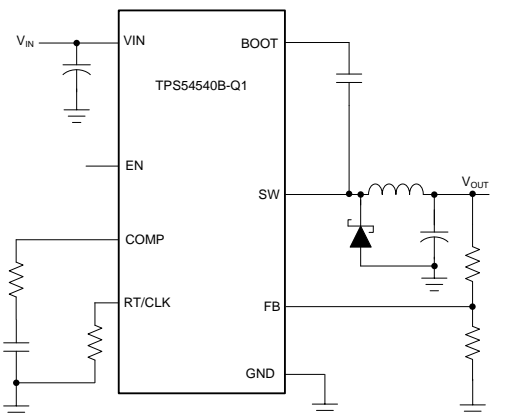 VIN
VIN
BOOT
TPS54540B-Q1
EN
SW
VOUT
COMP
RT/CLK
FB
GND